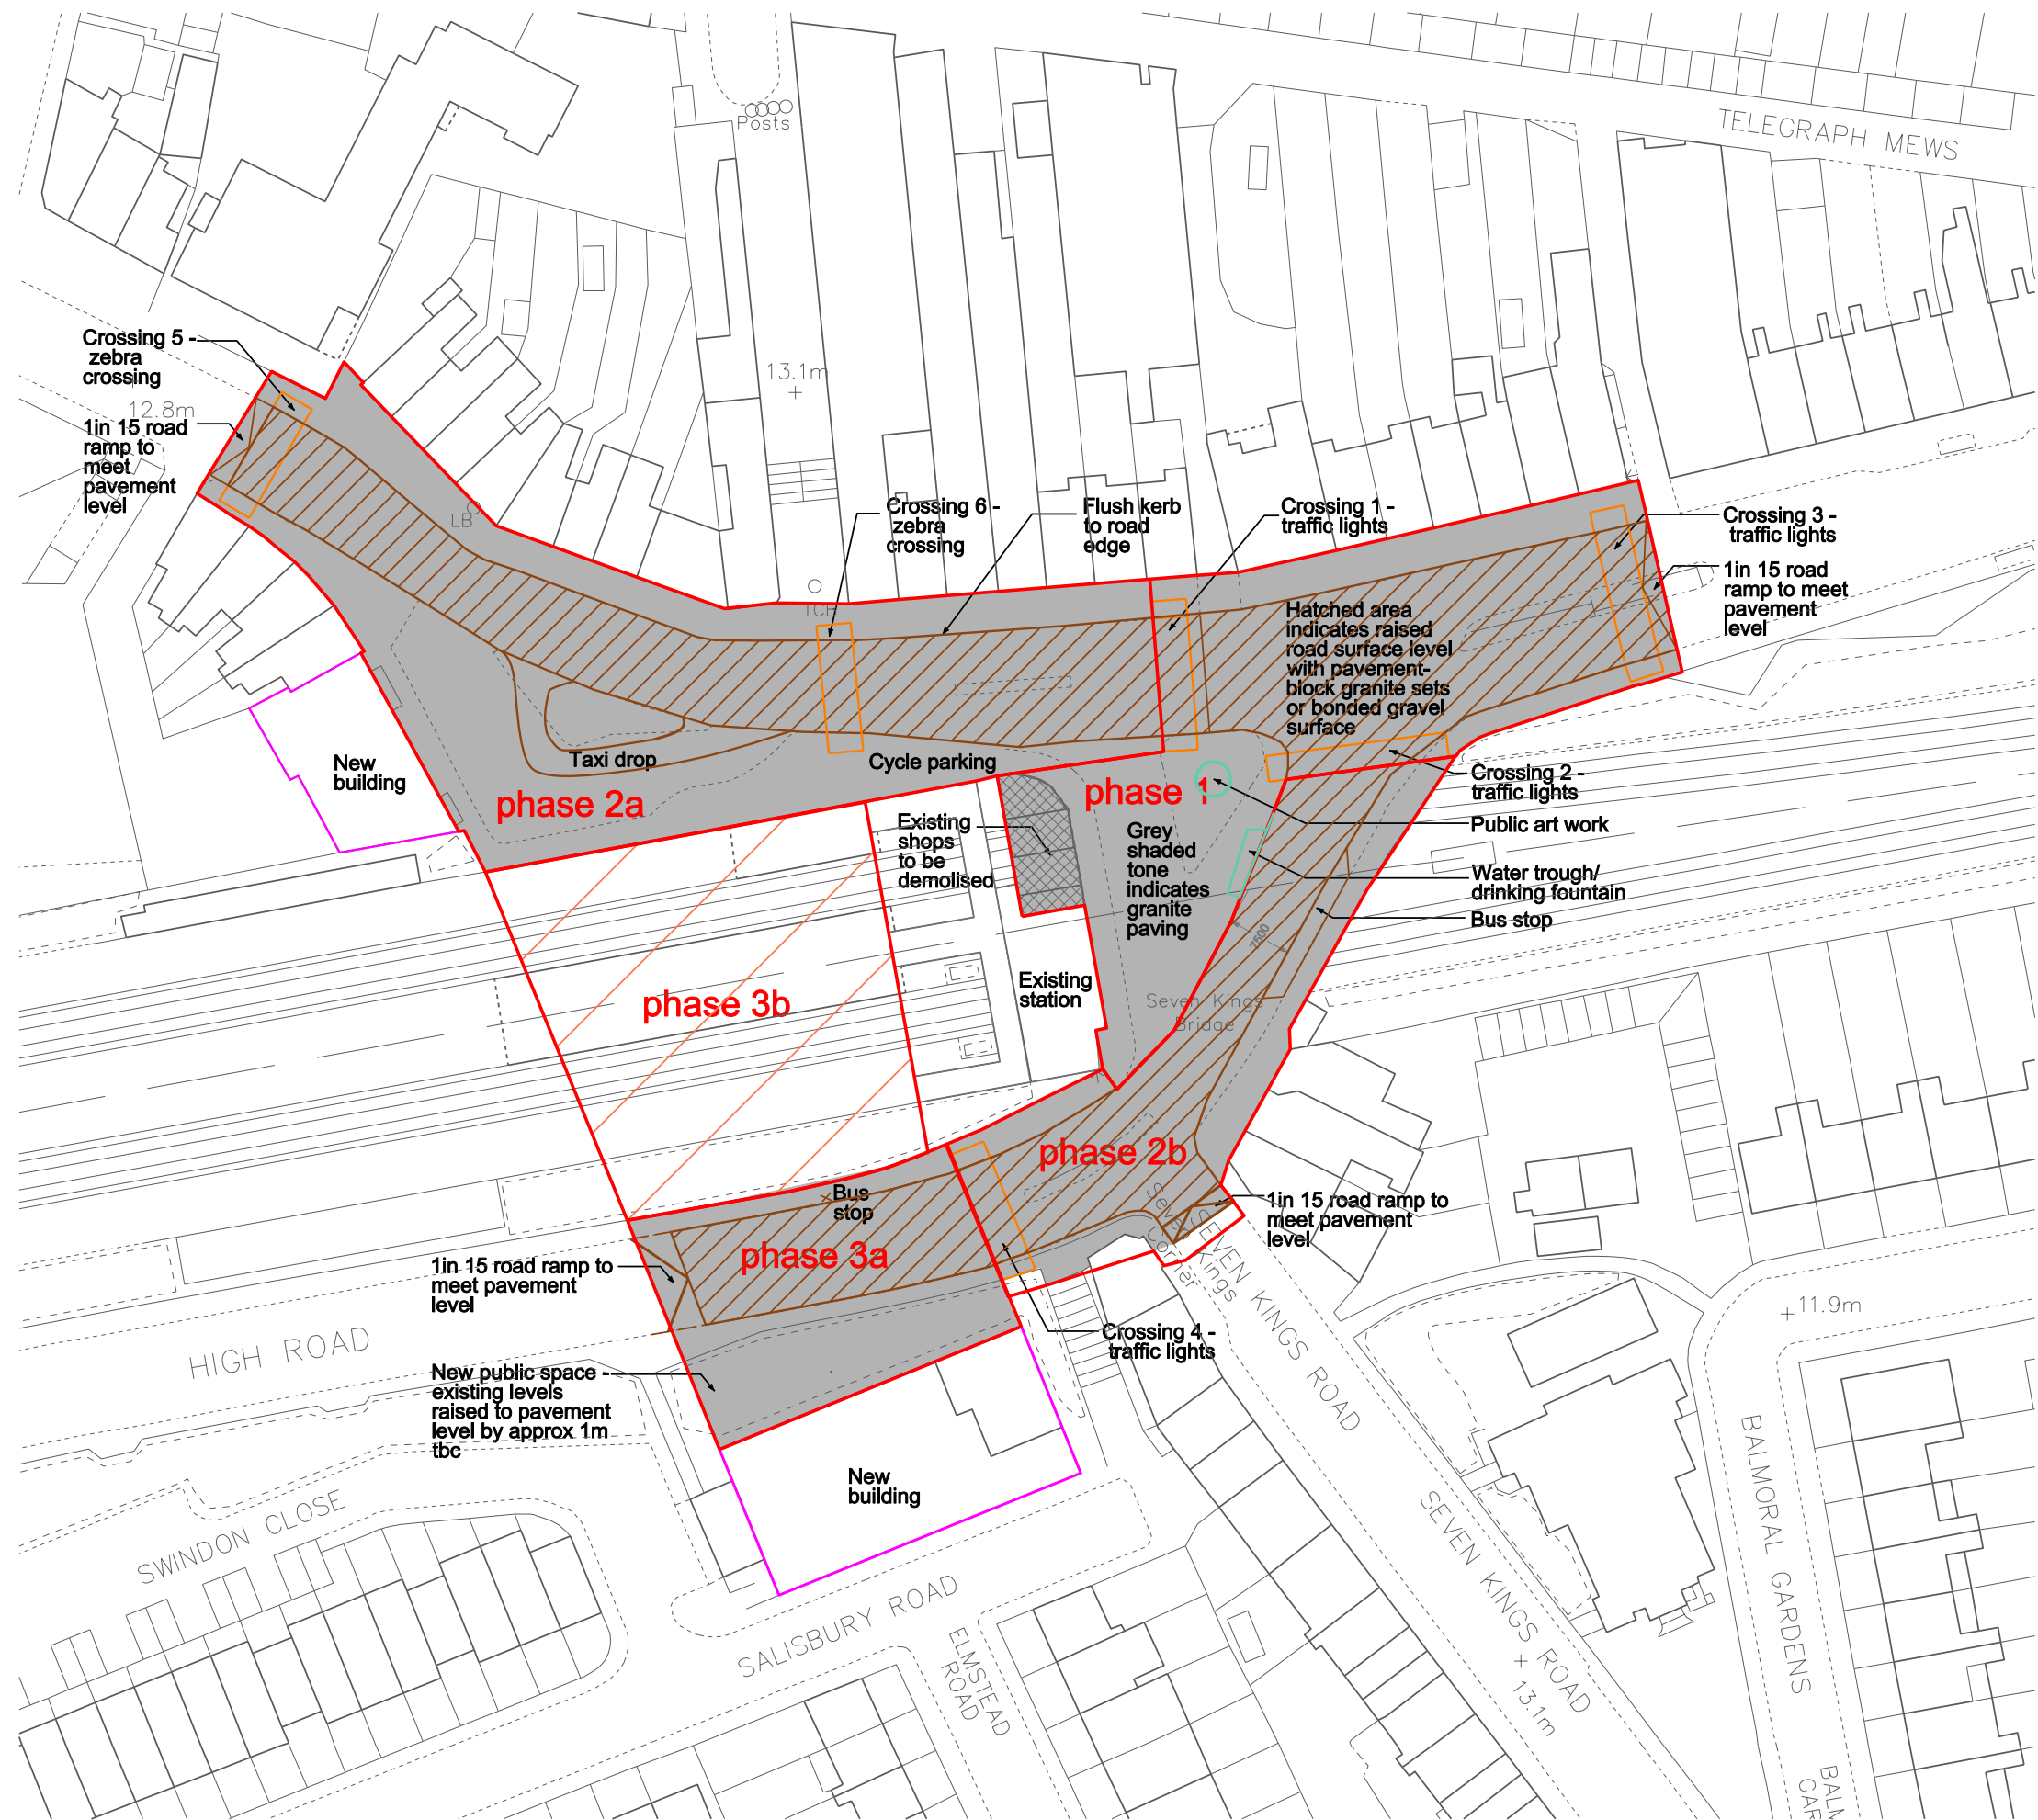 Posts
TELEGRAPH MEWS
Crossing 5 -
zebra
crossing
13.1m
12.8m
1in 15 road
ramp to
meet
pavement
level
LB
Crossing 6 -
zebra
crossing
Flush kerb
to road
edge
Crossing 1 -
traffic lights
Crossing 3 -
traffic lights
1in 15 road
ramp to meet
pavement
level
TCB
Hatched area
indicates raised
road surface level
with pavement-
block granite sets
or bonded gravel
surface
New
building
Taxi drop
Cycle parking
phase 2a
phase 1
Crossing 2 -
traffic lights
Public art work
Existing
shops
to be
demolised
Grey
shaded
tone
indicates
granite
paving
Water trough/
drinking fountain
Bus stop
7500
phase 3b
Existing
station
Seven Kings
Bridge
phase 2b
Bus
stop
1in 15 road ramp to
meet pavement
level
Seven Kings
Corner
phase 3a
1in 15 road ramp to
meet pavement
level
HIGH ROAD
Crossing 4 -
traffic lights
SEVEN KINGS ROAD
11.9m
New public space -
existing levels
raised to pavement
level by approx 1m
tbc
New
building
SWINDON CLOSE
SALISBURY ROAD
ELMSTEAD
ROAD
SEVEN KINGS ROAD
13.1m
BALMORAL GARDENS
BALM
GAR